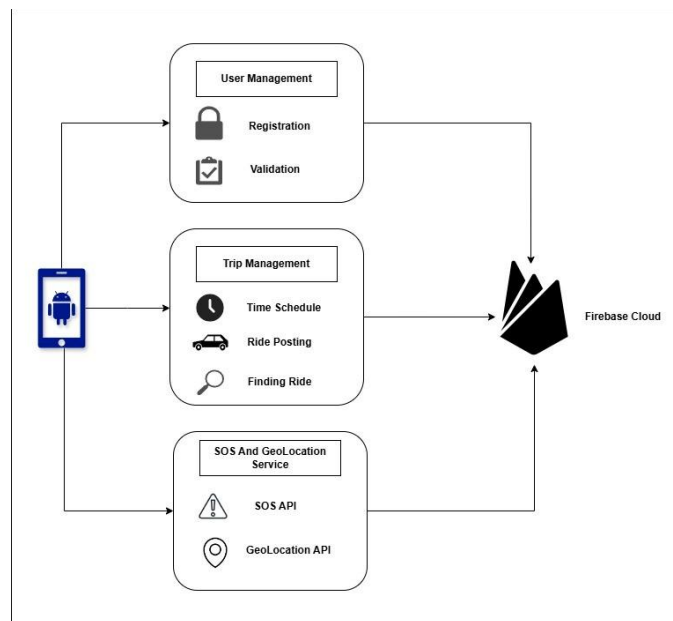 User Management
Registration
Validation
Trip Management
Time Schedule
Ride Posting
Finding Ride
Firebase Cloud
SOS And GeoLocation
Service
SOS API
GeoLocation API